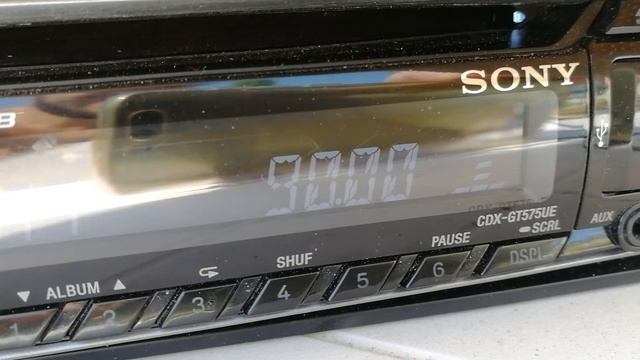 SONY
90.00
CDX-GT575UE
SCRL
AUX
PAUSE
SHUF
ALBUM
1 2 3 4 5 6 DSPL